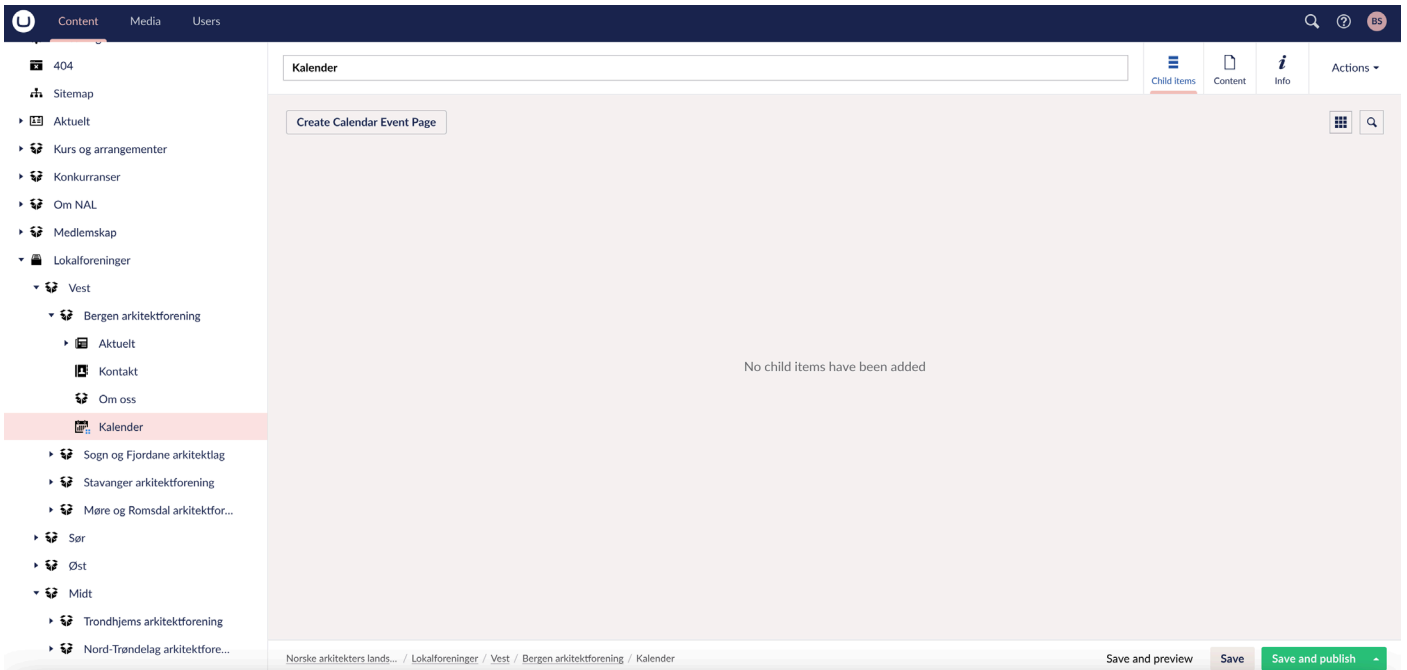 Content Media Users BS
404
Sitemap
Aktuelt
Kurs og arrangementer
Konkurranser
Om NAL
Medlemskap
Lokalforeninger
Vest
Bergen arkitektforening
Aktuelt
Kontakt
Om oss
Kalender
Sogn og Fjordane arkitektlag
Stavanger arkitektforening
Møre og Romsdal arkitektfor...
Sør
Øst
Midt
Trondhjems arkitektforening
Nord-Trøndelag arkitektfore...
Kalender
Child items Content Info Actions
Create Calendar Event Page
No child items have been added
Norske arkitekters lands... / Lokalforeninger / Vest / Bergen arkitektforening / Kalender
Save and preview Save Save and publish